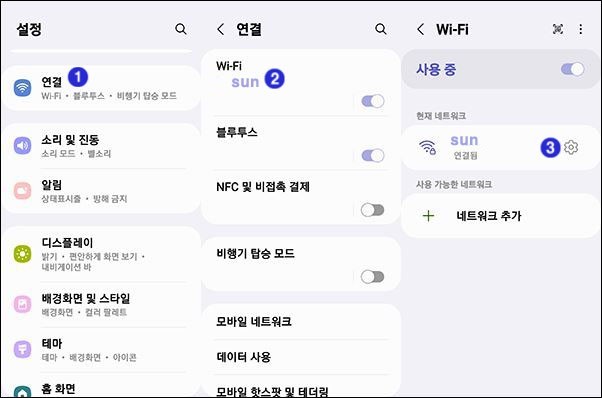 설정
연결 1
Wi-Fi • 블루투스 • 비행기 탑승 모드
소리 및 진동
소리 모드 • 벨소리
알림
상태표시줄 • 방해 금지
디스플레이
밝기 • 편안하게 화면 보기 •
내비게이션 바
배경화면 및 스타일
배경화면 • 컬러 팔레트
테마
테마 • 배경화면 • 아이콘
홈 화면
연결
Wi-Fi
sun 2
블루투스
NFC 및 비접촉 결제
비행기 탑승 모드
모바일 네트워크
데이터 사용
모바일 핫스팟 및 테더링
Wi-Fi
사용 중
현재 네트워크
sun
연결됨
3
사용 가능한 네트워크
네트워크 추가